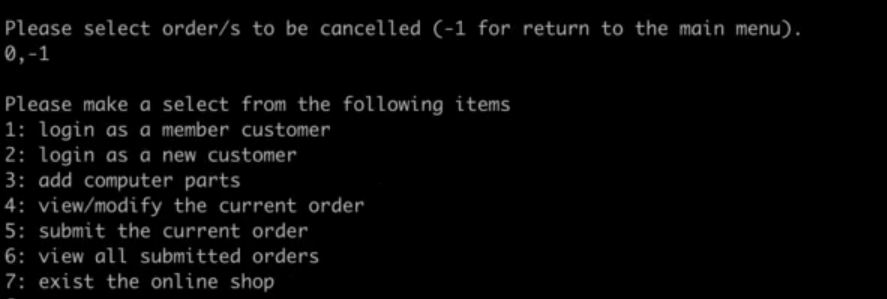 Please select order/s to be cancelled (-1 for return to the main menu).
0,-1
Please make a select from the following items
1: login as a member customer
2: login as a new customer
3: add computer parts
4: view/modify the current order
5: submit the current order
6: view all submitted orders
7: exist the online shop